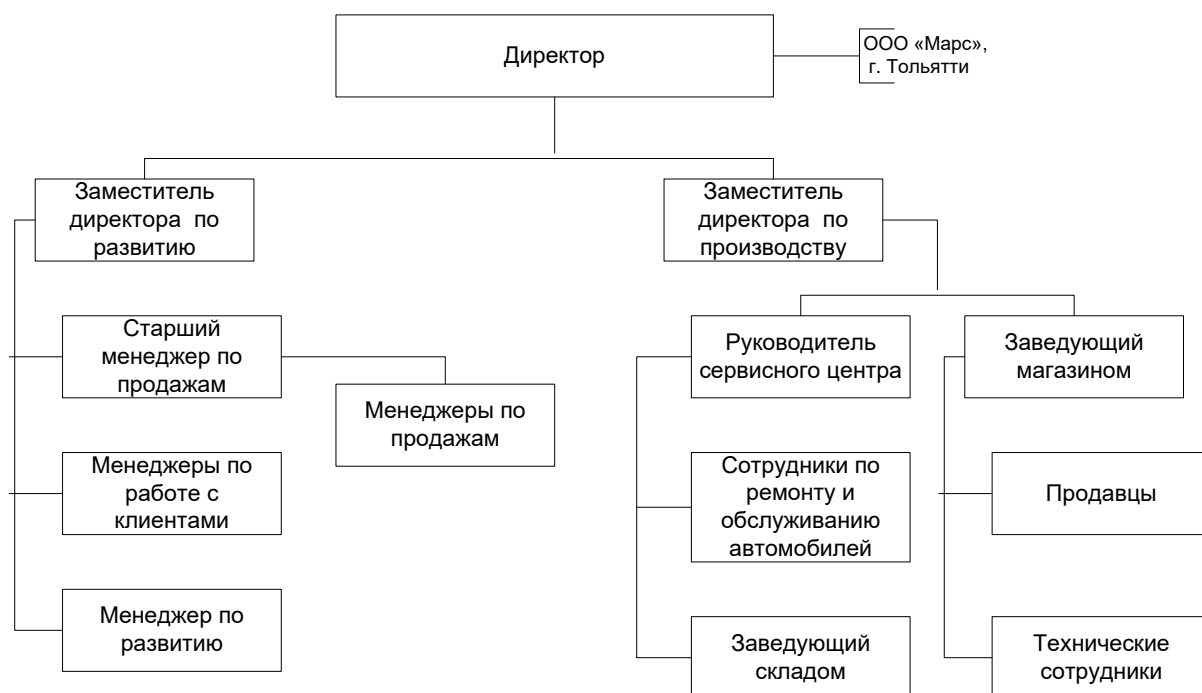 Директор
ООО «Марс»,
г. Тольятти
Заместитель
директора по
развитию
Заместитель
директора по
производству
Старший
менеджер по
продажам
Менеджеры по
продажам
Руководитель
сервисного центра
Заведующий
магазином
Менеджеры по
работе с
клиентами
Сотрудники по
ремонту и
обслуживанию
автомобилей
Продавцы
Менеджер по
развитию
Заведующий
складом
Технические
сотрудники